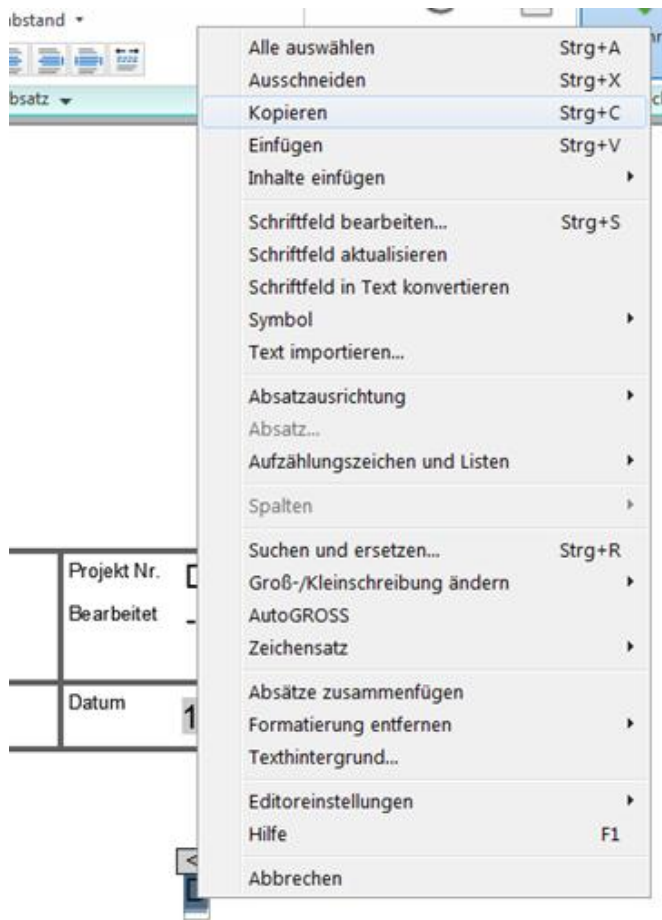 Alle auswählen Strg+A
Ausschneiden Strg+X
Kopieren Strg+C
Einfügen Strg+V
Inhalte einfügen
Schriftfeld bearbeiten... Strg+S
Schriftfeld aktualisieren
Schriftfeld in Text konvertieren
Symbol
Text importieren...
Absatzausrichtung
Absatz...
Aufzählungszeichen und Listen
Spalten
Suchen und ersetzen... Strg+R
Groß-/Kleinschreibung ändern
AutoGROSS
Zeichensatz
Absätze zusammenfügen
Formatierung entfernen
Texthintergrund...
Editoreinstellungen
Hilfe F1
Abbrechen
Projekt Nr.
Bearbeitet
Datum 1